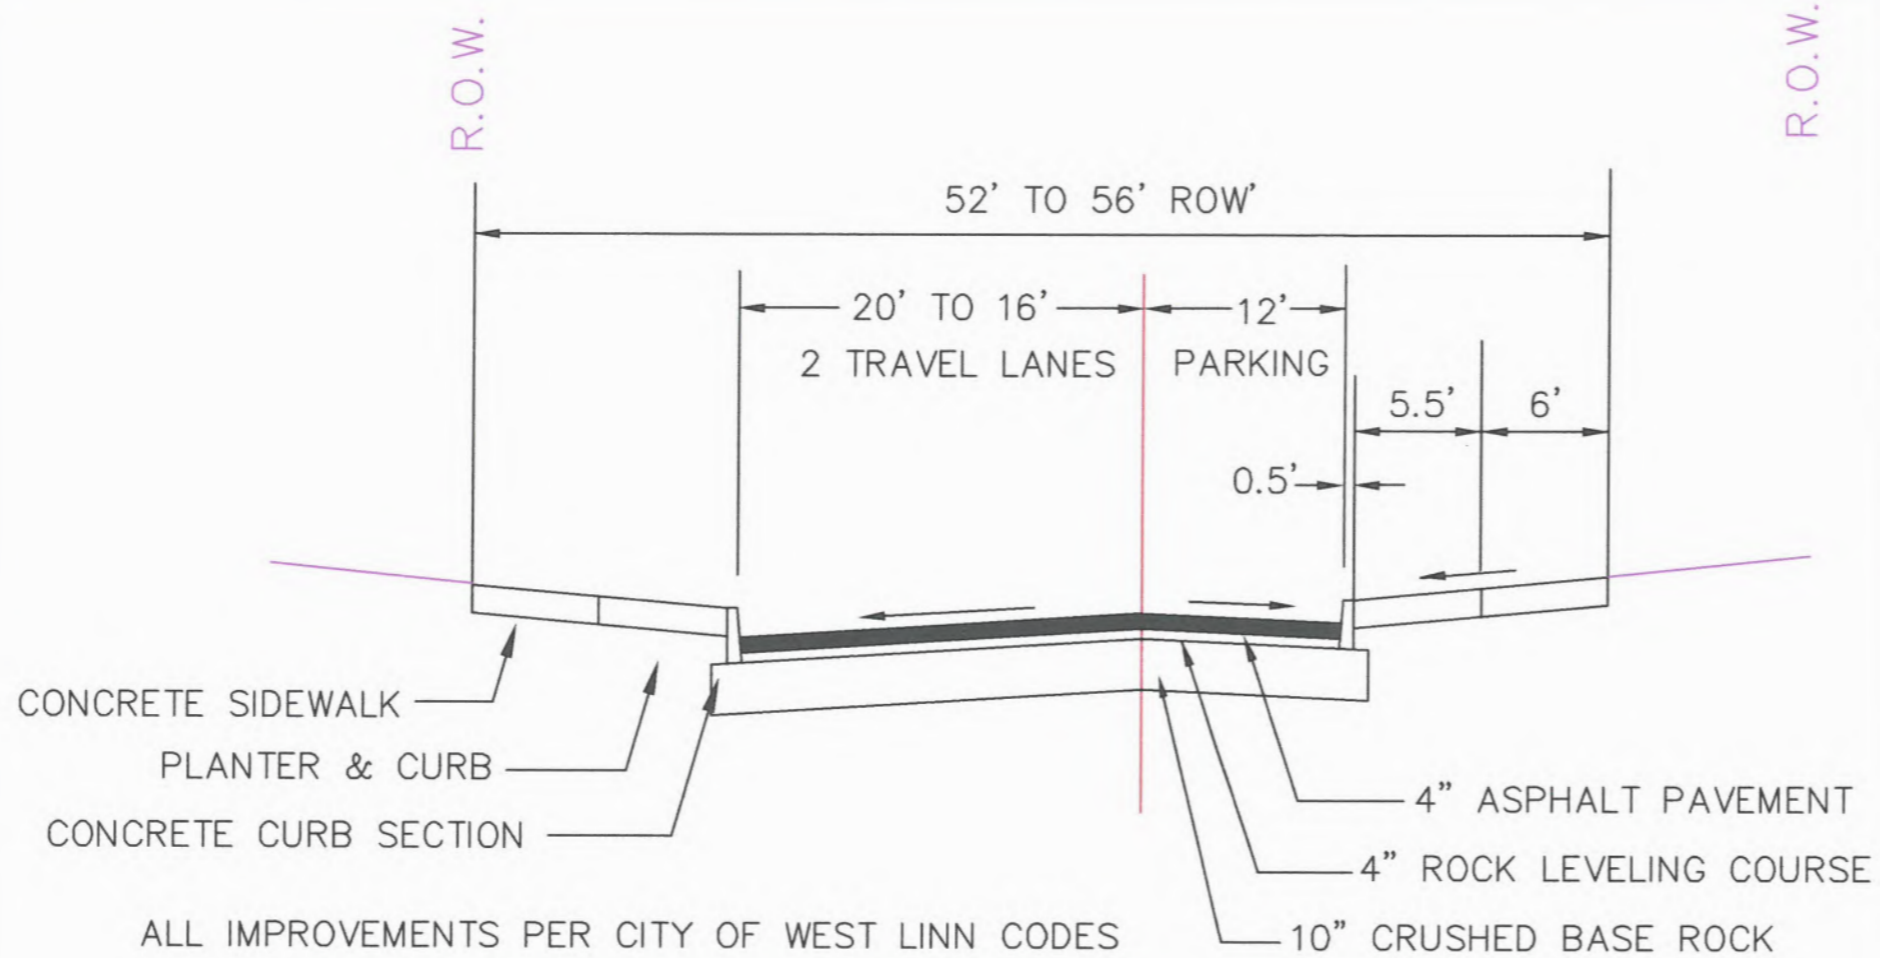 R.O.W.
R.O.W.
52' TO 56' ROW'
20' TO 16'
12'
2 TRAVEL LANES
PARKING
5.5'
6'
0.5'
CONCRETE SIDEWALK
PLANTER & CURB
CONCRETE CURB SECTION
4" ASPHALT PAVEMENT
4" ROCK LEVELING COURSE
10" CRUSHED BASE ROCK
ALL IMPROVEMENTS PER CITY OF WEST LINN CODES